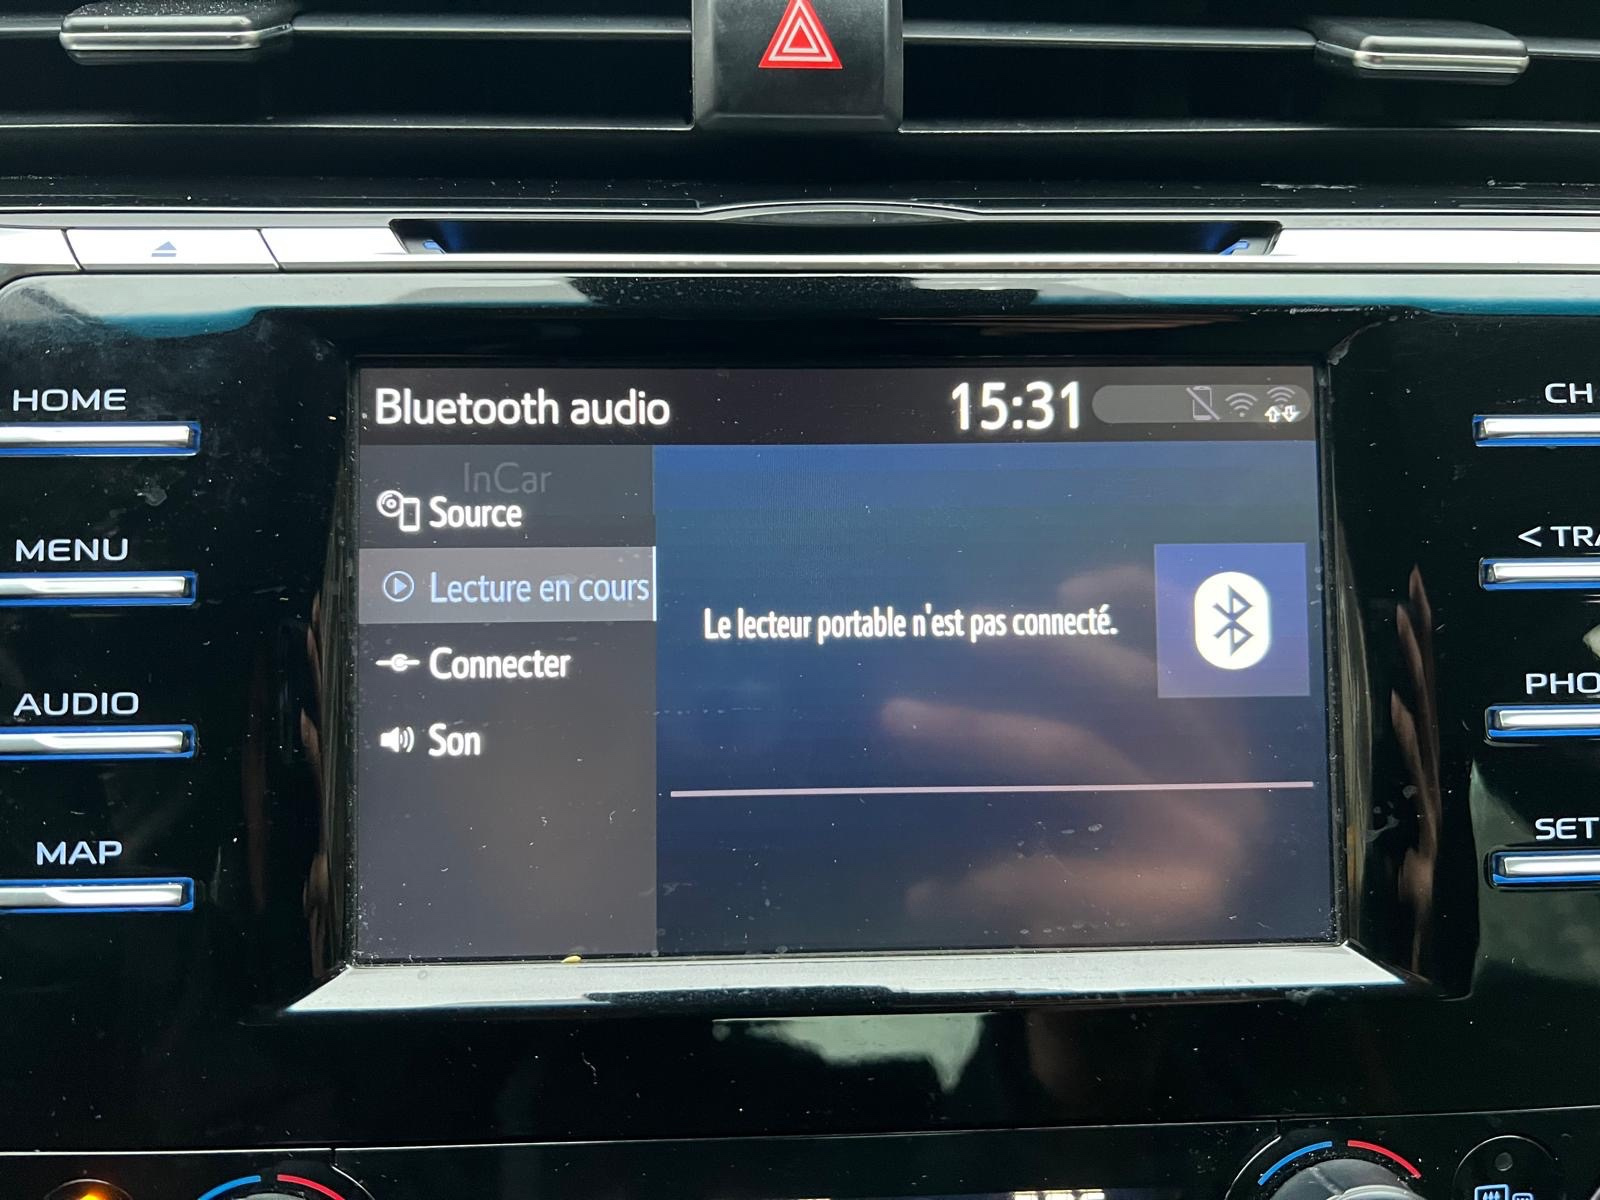 HOME
MENU
AUDIO
MAP
Bluetooth audio 15:31
InCar
Source
Lecture en cours
Connecter
Son
Le lecteur portable n'est pas connecté.
CH
< TRA
PHO
SET